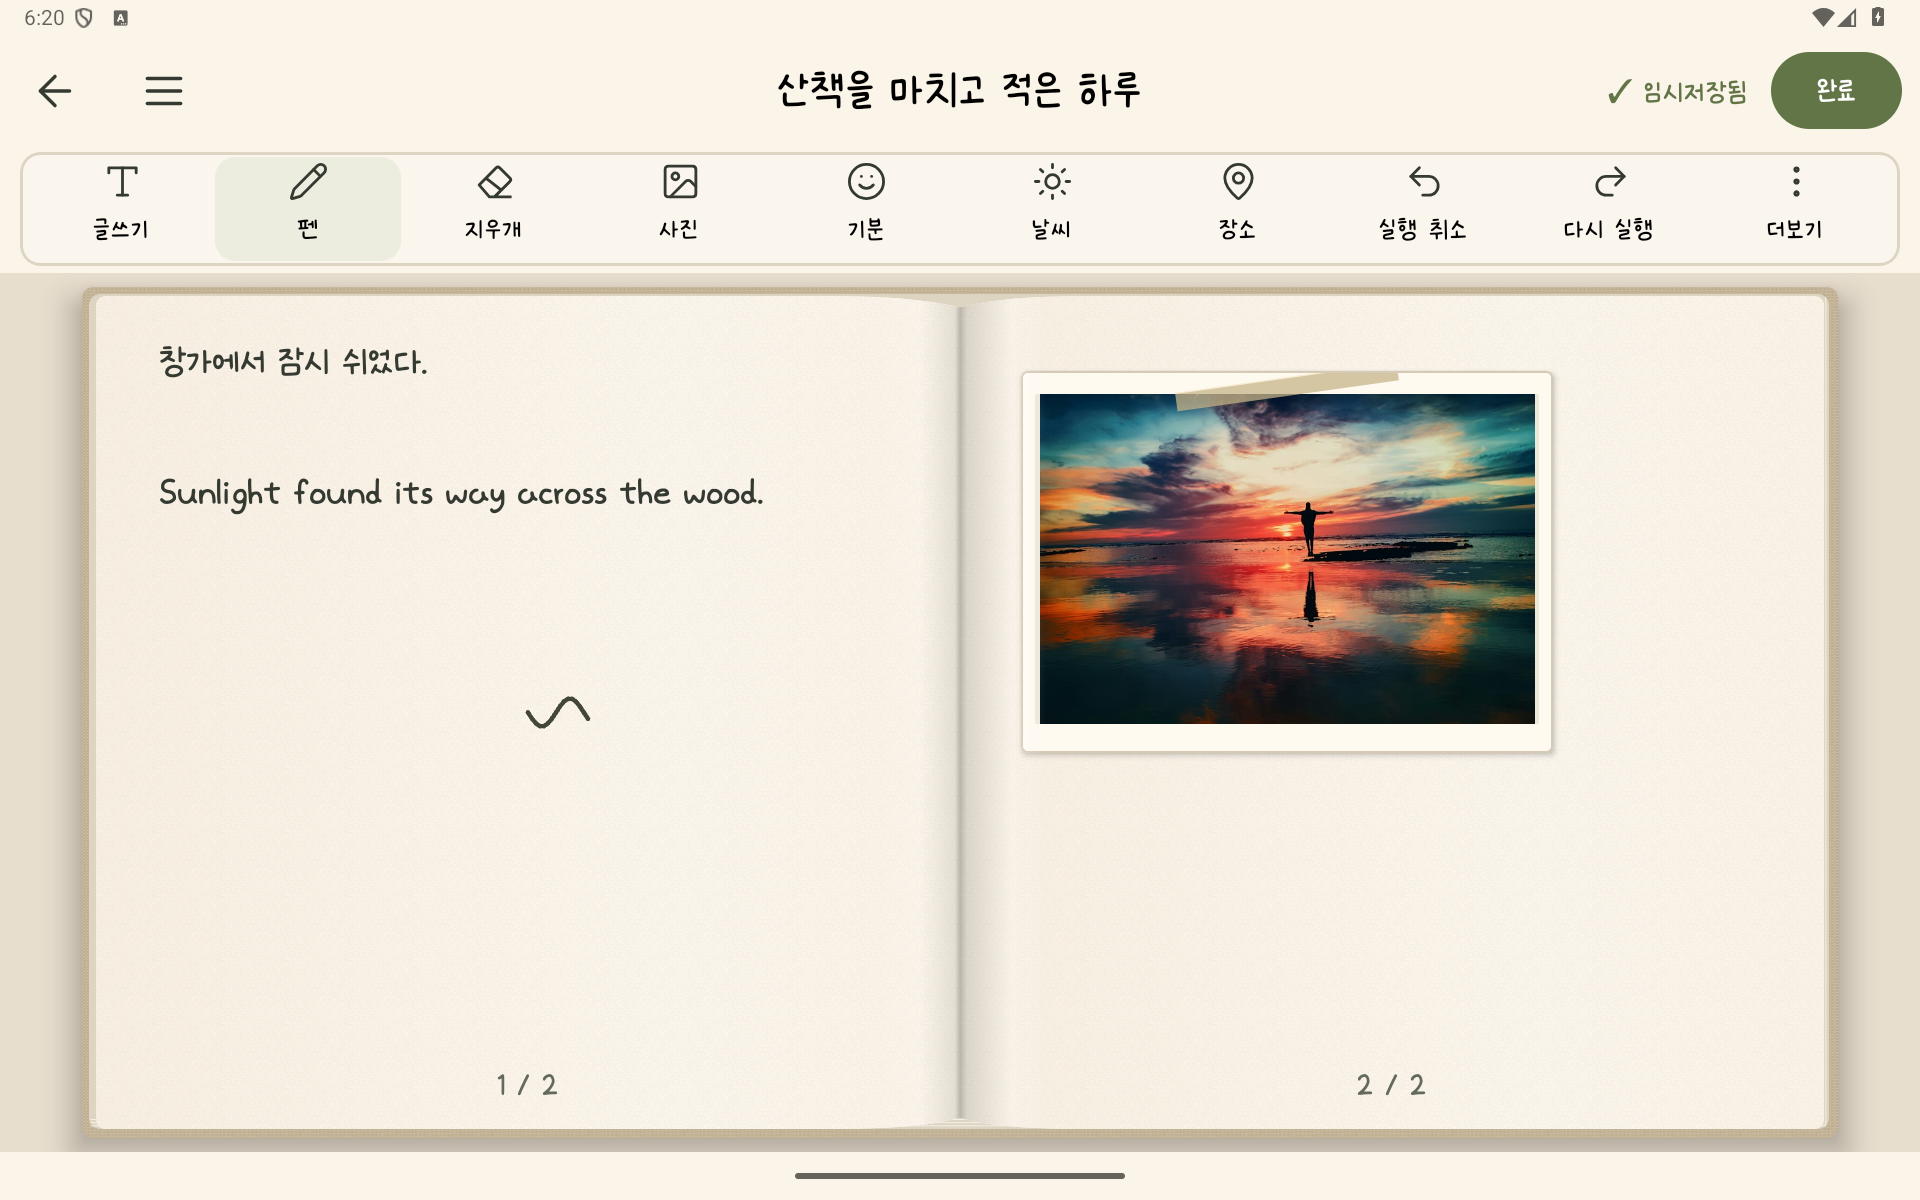 6:20
산책을 마치고 적은 하루
✓ 임시저장됨
완료
글쓰기
펜
지우개
사진
기분
날씨
장소
실행 취소
다시 실행
더보기
창가에서 잠시 쉬었다.
Sunlight found its way across the wood.
1 / 2
2 / 2